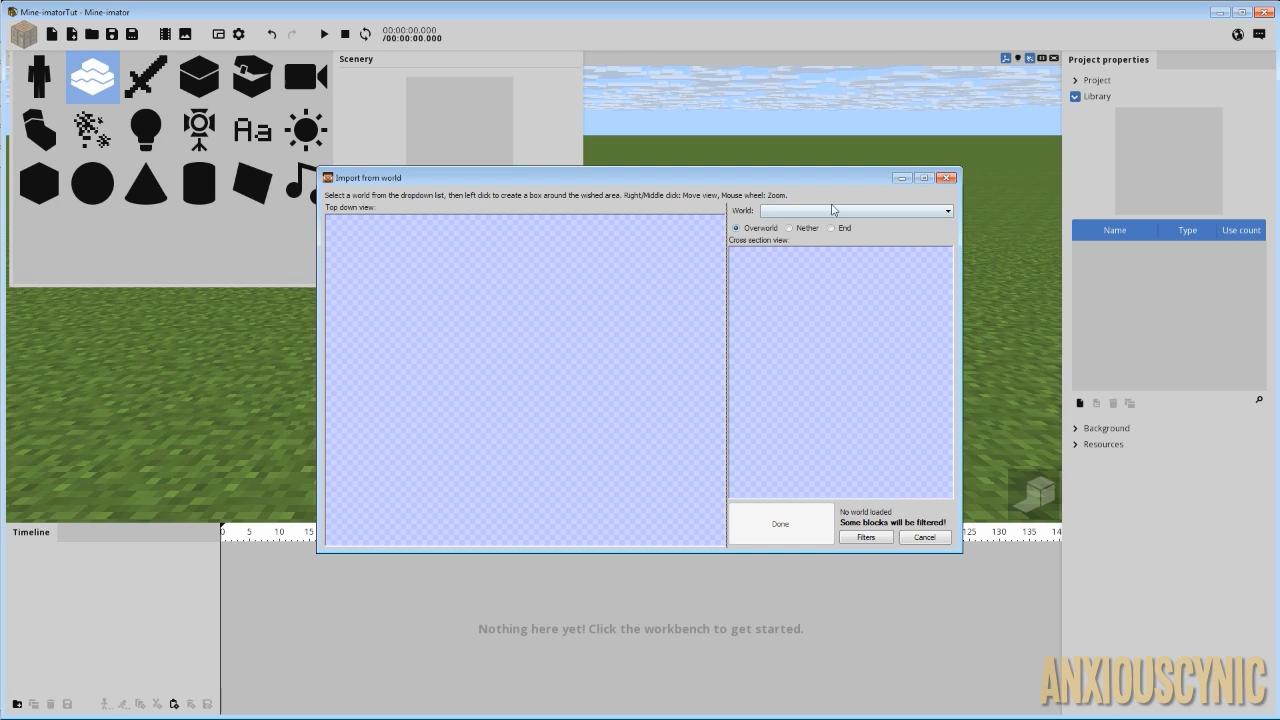 Mine-imatorTut - Mine-imator
00:00:00.000
/00:00:00.000
Scenery
Project properties
Project
Library
Aa
Import from world
Select a world from the dropdown list, then left click to create a box around the wished area. Right/Middle click: Move view, Mouse wheel: Zoom.
Top down view:
World:
Overworld
Nether
End
Cross section view:
Name
Type
Use count
Background
Resources
Done
No world loaded
Some blocks will be filtered!
Filters
Cancel
Timeline
0 5 10 15
125 130 135 14
Nothing here yet! Click the workbench to get started.
ANXIOUSCYNIC